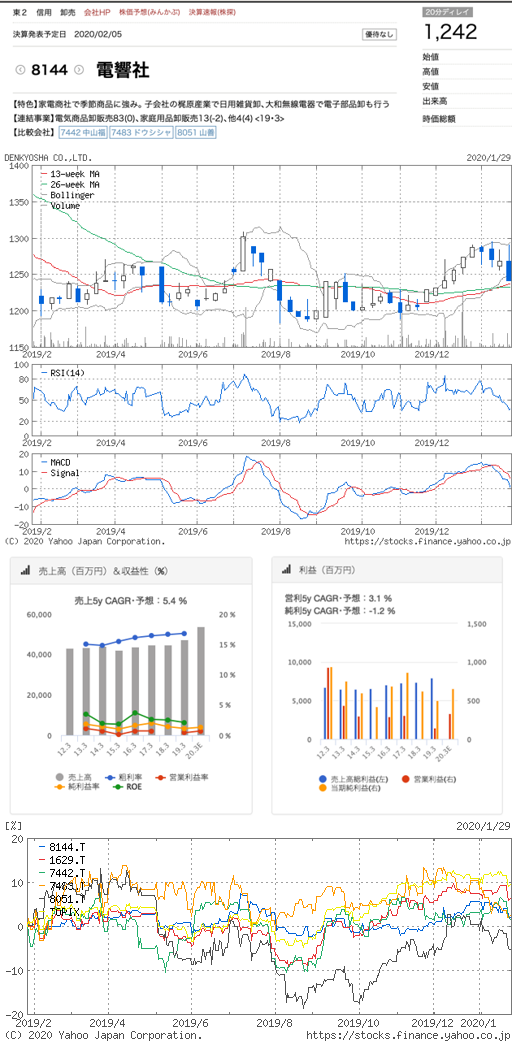 東2 信用 卸売 会社HP 株価予想(みんかぶ) 決算速報(株探)
20分ディレイ
1,242
決算発表予定日 2020/02/05
優待なし
始値
高値
安値
出来高
時価総額
8144 電響社
【特色】家電商社で季節商品に強み。子会社の梶原産業で日用雑貨卸、大和無線電器で電子部品卸も行う
【連結事業】電気商品卸販売83(0)、家庭用品卸販売13(-2)、他4(4) <19・3>
【比較会社】 7442 中山福 7483 ドウシシャ 8051 山善
DENKYOSHA CO.,LTD. 2020/1/29
1400
1350
1300
1250
1200
1150
13-week MA
26-week MA
Bollinger
Volume
2019/2 2019/4 2019/6 2019/8 2019/10 2019/12
100
80
60
40
20
0
RSI(14)
2019/2 2019/4 2019/6 2019/8 2019/10 2019/12
20
10
0
-10
-20
MACD
Signal
2019/2 2019/4 2019/6 2019/8 2019/10 2019/12
(C) 2020 Yahoo Japan Corporation. https://stocks.finance.yahoo.co.jp
売上高（百万円）＆収益性（%）
売上5y CAGR・予想：5.4 %
60,000
40,000
20,000
0
20 %
15 %
10 %
5 %
0 %
12.3 13.3 14.3 15.3 16.3 17.3 18.3 19.3 20.3E
売上高 粗利率 営業利益率
純利益率 ROE
利益（百万円）
営利5y CAGR・予想：3.1 %
純利5y CAGR・予想：-1.2 %
15,000
10,000
5,000
0
1,500
1,000
500
0
12.3 13.3 14.3 15.3 16.3 17.3 18.3 19.3 20.3E
売上高総利益(左) 営業利益(右)
当期純利益(右)
[%] 2020/1/29
20
10
0
-10
-20
8144.T
1629.T
7442.T
7483.T
8051.T
TOPIX
2019/2 2019/4 2019/6 2019/8 2019/10 2019/12 2020/1
(C) 2020 Yahoo Japan Corporation. https://stocks.finance.yahoo.co.jp